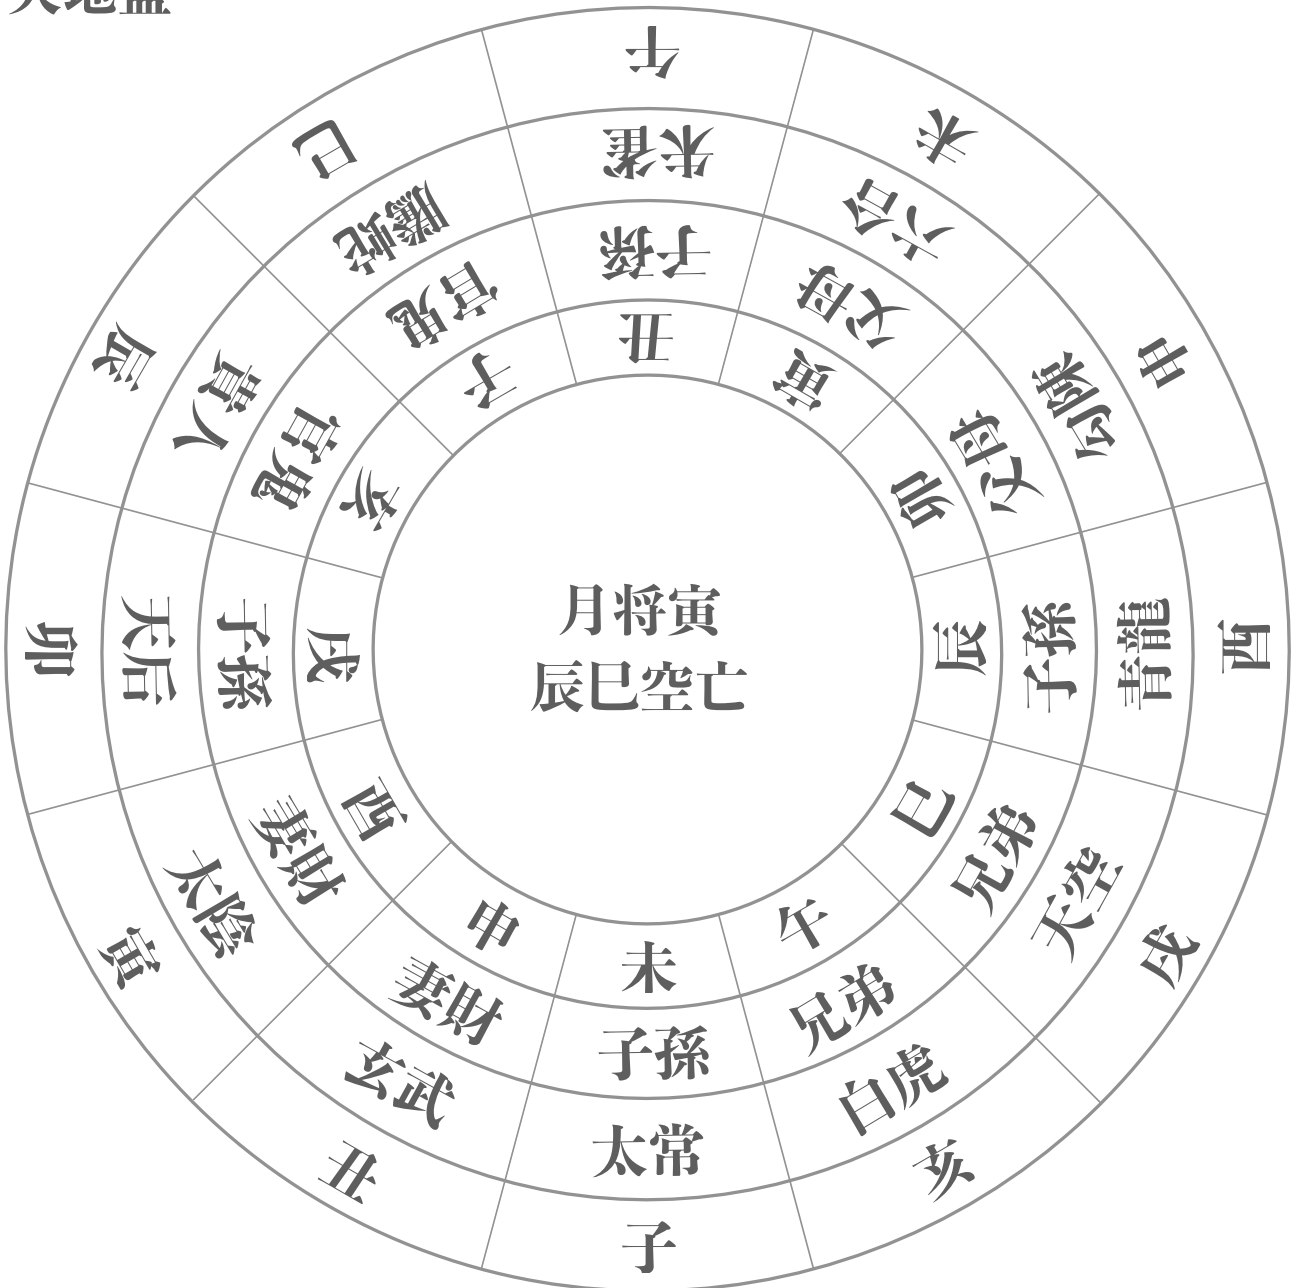 天地盤
午
朱雀
子孫
丑
未
六合
父母
寅
申
勾陳
父母
卯
酉
青龍
子孫
辰
戌
天空
兄弟
巳
亥
白虎
兄弟
午
子
太常
子孫
未
丑
玄武
妻財
申
寅
太陰
妻財
酉
卯
天后
子孫
戌
辰
貴人
官鬼
亥
巳
騰蛇
官鬼
子
月将寅
辰巳空亡